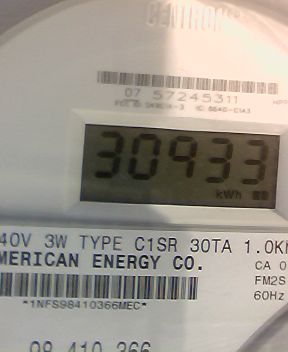 CENTRON
07 57245311
30933
kWh
40V 3W TYPE C1SR 30TA 1.0K
MERICAN ENERGY CO.
CA 0
FM2S
60Hz
*1NFS98410366MEC*
98 410 366